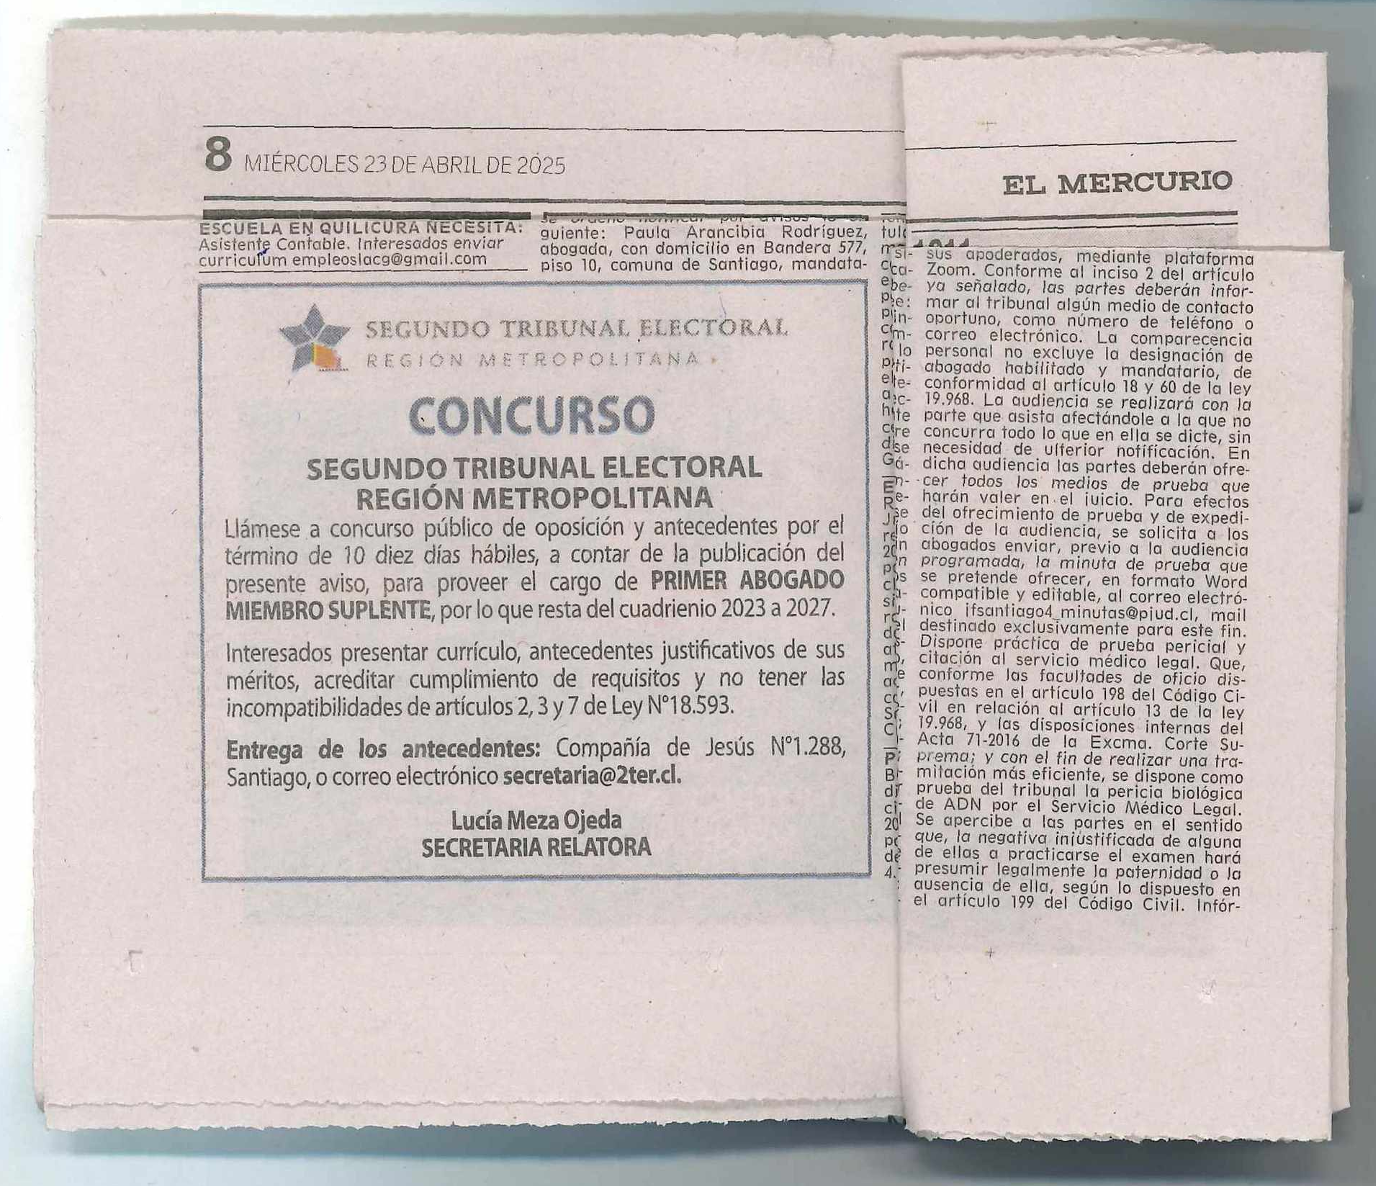 8 MIÉRCOLES 23 DE ABRIL DE 2025
EL MERCURIO
ESCUELA EN QUILICURA NECESITA:
Asistente Contable. Interesados enviar
curriculum empleoslacg@gmail.com
guiente: Paula Arancibia Rodríguez,
abogada, con domicilio en Bandera 577,
piso 10, comuna de Santiago, mandata-
SEGUNDO TRIBUNAL ELECTORAL
REGIÓN METROPOLITANA
CONCURSO
SEGUNDO TRIBUNAL ELECTORAL
REGIÓN METROPOLITANA
Llámese a concurso público de oposición y antecedentes por el
término de 10 diez días hábiles, a contar de la publicación del
presente aviso, para proveer el cargo de PRIMER ABOGADO
MIEMBRO SUPLENTE, por lo que resta del cuadrienio 2023 a 2027.
Interesados presentar currículo, antecedentes justificativos de sus
méritos, acreditar cumplimiento de requisitos y no tener las
incompatibilidades de artículos 2, 3 y 7 de Ley N°18.593.
Entrega de los antecedentes: Compañía de Jesús N°1.288,
Santiago, o correo electrónico secretaria@2ter.cl.
Lucía Meza Ojeda
SECRETARIA RELATORA
sus apoderados, mediante plataforma
Zoom. Conforme al inciso 2 del artículo
ya señalado, las partes deberán infor-
mar al tribunal algún medio de contacto
oportuno, como número de teléfono o
correo electrónico. La comparecencia
personal no excluye la designación de
abogado habilitado y mandatario, de
conformidad al artículo 18 y 60 de la ley
19.968. La audiencia se realizará con la
parte que asista afectándole a la que no
concurra todo lo que en ella se dicte, sin
necesidad de ulterior notificación. En
dicha audiencia las partes deberán ofre-
cer todos los medios de prueba que
harán valer en el juicio. Para efectos
del ofrecimiento de prueba y de expedi-
ción de la audiencia, se solicita a los
abogados enviar, previo a la audiencia
programada, la minuta de prueba que
se pretende ofrecer, en formato Word
compatible y editable, al correo electró-
nico jfsantiago4_minutas@pjud.cl, mail
destinado exclusivamente para este fin.
Dispone práctica de prueba pericial y
citación al servicio médico legal. Que,
conforme las facultades de oficio dis-
puestas en el artículo 198 del Código Ci-
vil en relación al artículo 13 de la ley
19.968, y las disposiciones internas del
Acta 71-2016 de la Excma. Corte Su-
prema; y con el fin de realizar una tra-
mitación más eficiente, se dispone como
prueba del tribunal la pericia biológica
de ADN por el Servicio Médico Legal.
Se apercibe a las partes en el sentido
que, la negativa injustificada de alguna
de ellas a practicarse el examen hará
presumir legalmente la paternidad o la
ausencia de ella, según lo dispuesto en
el artículo 199 del Código Civil. Infór-